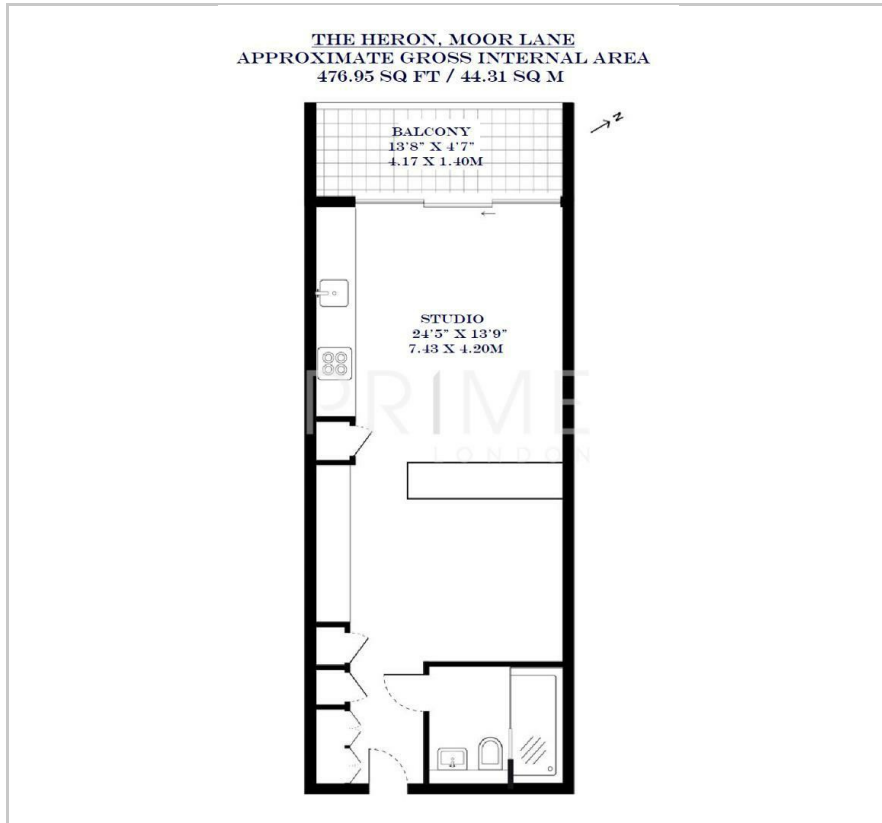 THE HERON, MOOR LANE
APPROXIMATE GROSS INTERNAL AREA
476.95 SQ FT / 44.31 SQ M
N
BALCONY
13'8" X 4'7"
4.17 X 1.40M
STUDIO
24'5" X 13'9"
7.43 X 4.20M
PRIME
LONDON